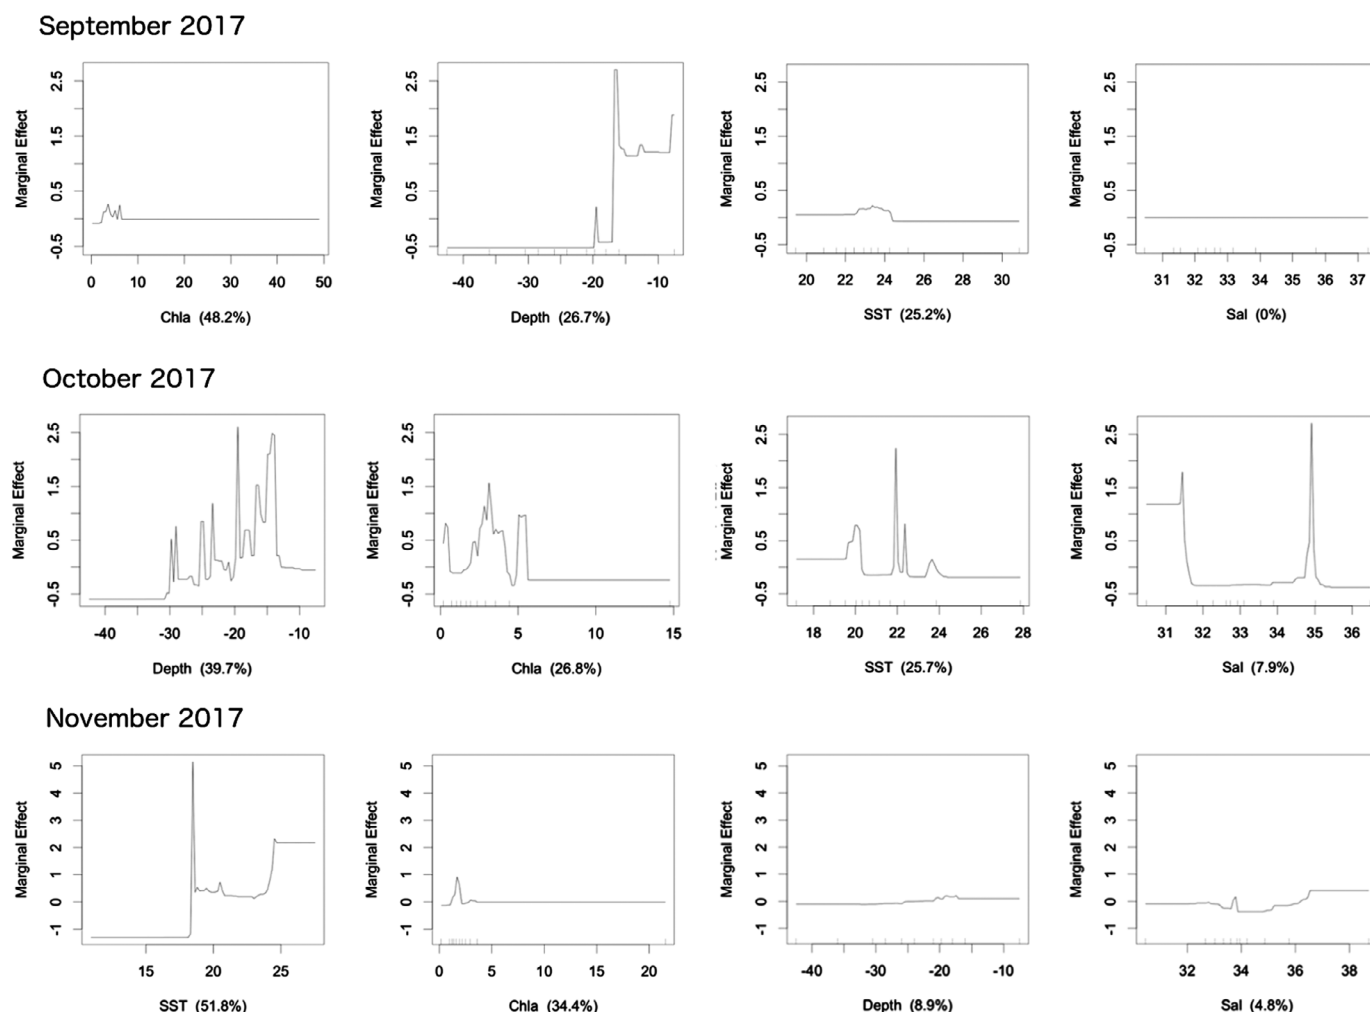 September 2017
Marginal Effect
-0.5 0.5 1.5 2.5
0 10 20 30 40 50
Chla (48.2%)
Marginal Effect
-0.5 0.5 1.5 2.5
-40 -30 -20 -10
Depth (26.7%)
Marginal Effect
-0.5 0.5 1.5 2.5
20 22 24 26 28 30
SST (25.2%)
Marginal Effect
-0.5 0.5 1.5 2.5
31 32 33 34 35 36 37
Sal (0%)
October 2017
Marginal Effect
-0.5 0.5 1.5 2.5
-40 -30 -20 -10
Depth (39.7%)
Marginal Effect
-0.5 0.5 1.5 2.5
0 5 10 15
Chla (26.8%)
Marginal Effect
-0.5 0.5 1.5 2.5
18 20 22 24 26 28
SST (25.7%)
Marginal Effect
-0.5 0.5 1.5 2.5
31 32 33 34 35 36
Sal (7.9%)
November 2017
Marginal Effect
-1 0 1 2 3 4 5
15 20 25
SST (51.8%)
Marginal Effect
-1 0 1 2 3 4 5
0 5 10 15 20
Chla (34.4%)
Marginal Effect
-1 0 1 2 3 4 5
-40 -30 -20 -10
Depth (8.9%)
Marginal Effect
-1 0 1 2 3 4 5
32 34 36 38
Sal (4.8%)